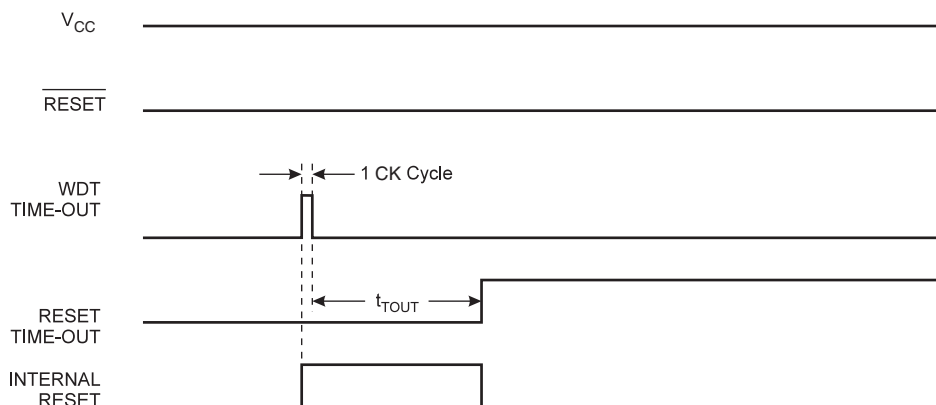 VCC
RESET
1 CK Cycle
WDT
TIME-OUT
tTOUT
RESET
TIME-OUT
INTERNAL
RESET